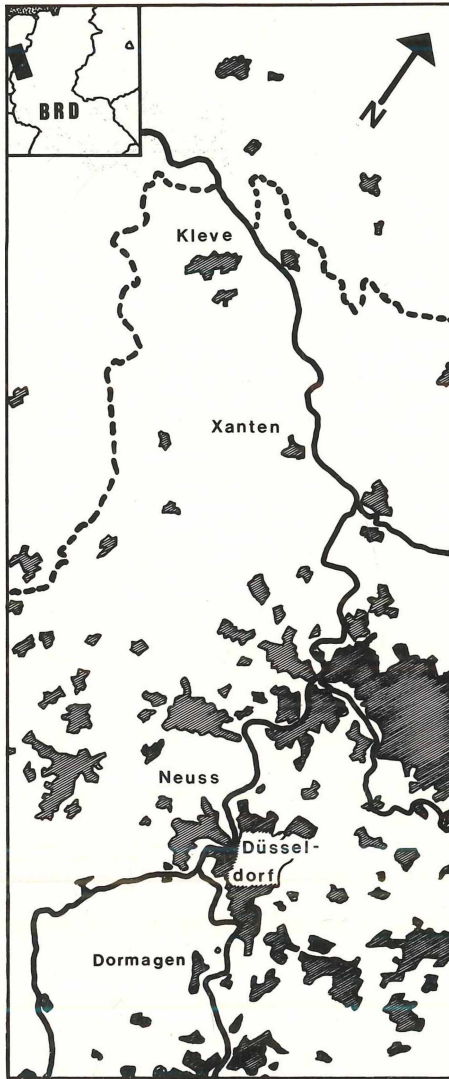 BRD
N
Kleve
Xanten
Neuss
Düssel-
dorf
Dormagen